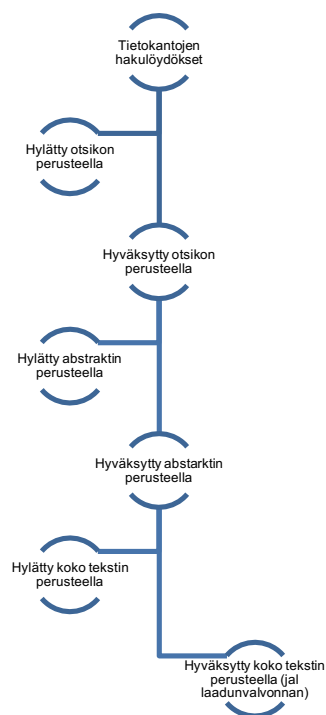 Tietokantojen
hakulöydökset
Hylätty otsikon
perusteella
Hyväksytty otsikon
perusteella
Hylätty abstraktin
perusteella
Hyväksytty abstarktin
perusteella
Hylätty koko tekstin
perusteella
Hyväksytty koko tekstin
perusteella (jal
laadunvalvonnan)